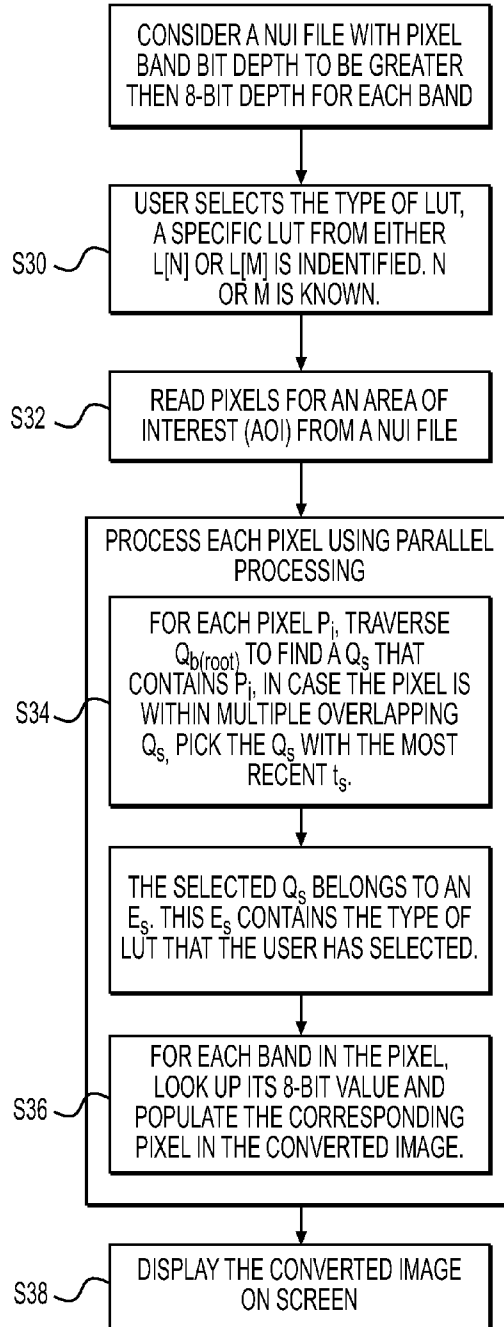 CONSIDER A NUI FILE WITH PIXEL
BAND BIT DEPTH TO BE GREATER
THEN 8-BIT DEPTH FOR EACH BAND
S30
USER SELECTS THE TYPE OF LUT,
A SPECIFIC LUT FROM EITHER
L[N] OR L[M] IS INDENTIFIED. N
OR M IS KNOWN.
S32
READ PIXELS FOR AN AREA OF
INTEREST (AOI) FROM A NUI FILE
PROCESS EACH PIXEL USING PARALLEL
PROCESSING
S34
FOR EACH PIXEL Pi, TRAVERSE
Qb(root) TO FIND A Qs THAT
CONTAINS Pi, IN CASE THE PIXEL IS
WITHIN MULTIPLE OVERLAPPING
Qs, PICK THE Qs WITH THE MOST
RECENT ts.
THE SELECTED Qs BELONGS TO AN
Es. THIS Es CONTAINS THE TYPE OF
LUT THAT THE USER HAS SELECTED.
S36
FOR EACH BAND IN THE PIXEL,
LOOK UP ITS 8-BIT VALUE AND
POPULATE THE CORRESPONDING
PIXEL IN THE CONVERTED IMAGE.
S38
DISPLAY THE CONVERTED IMAGE
ON SCREEN